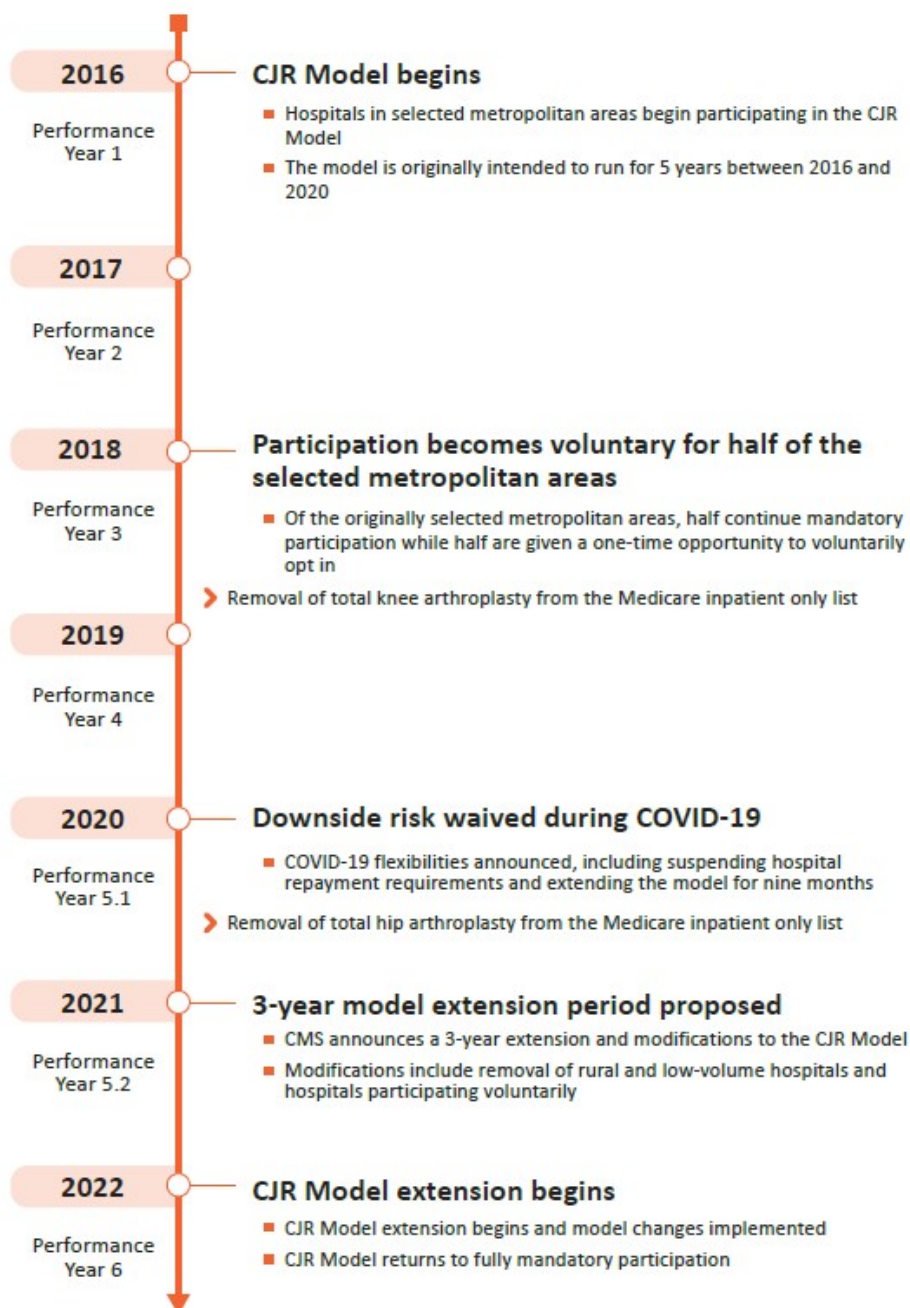 2016
CJR Model begins
Performance
Year 1
Hospitals in selected metropolitan areas begin participating in the CJR
Model
The model is originally intended to run for 5 years between 2016 and
2020
2017
Performance
Year 2
2018
Participation becomes voluntary for half of the
selected metropolitan areas
Performance
Year 3
Of the originally selected metropolitan areas, half continue mandatory
participation while half are given a one-time opportunity to voluntarily
opt in
Removal of total knee arthroplasty from the Medicare inpatient only list
2019
Performance
Year 4
2020
Downside risk waived during COVID-19
Performance
Year 5.1
COVID-19 flexibilities announced, including suspending hospital
repayment requirements and extending the model for nine months
Removal of total hip arthroplasty from the Medicare inpatient only list
2021
3-year model extension period proposed
Performance
Year 5.2
CMS announces a 3-year extension and modifications to the CJR Model
Modifications include removal of rural and low-volume hospitals and
hospitals participating voluntarily
2022
CJR Model extension begins
Performance
Year 6
CJR Model extension begins and model changes implemented
CJR Model returns to fully mandatory participation